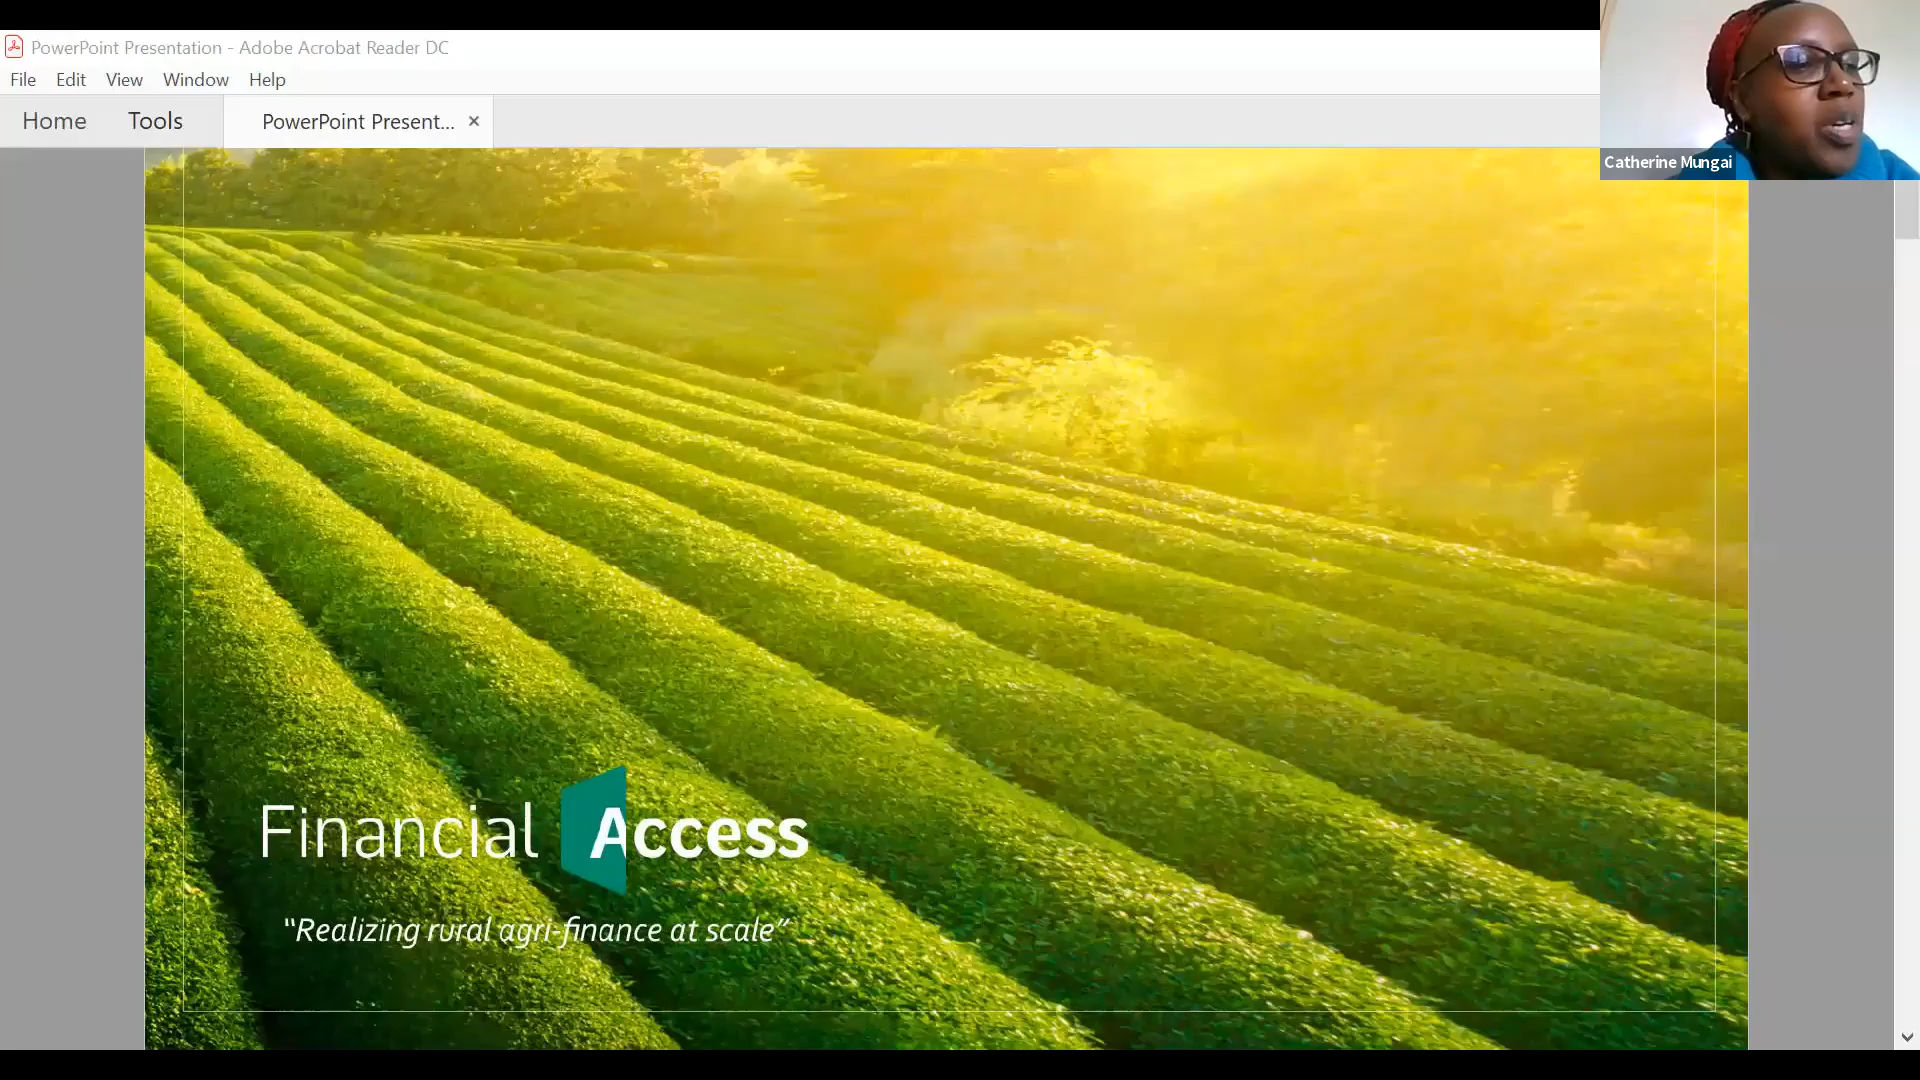 PowerPoint Presentation - Adobe Acrobat Reader DC
File Edit View Window Help
Home Tools PowerPoint Present... ×
Catherine Mungai
Financial Access
“Realizing rural agri-finance at scale”